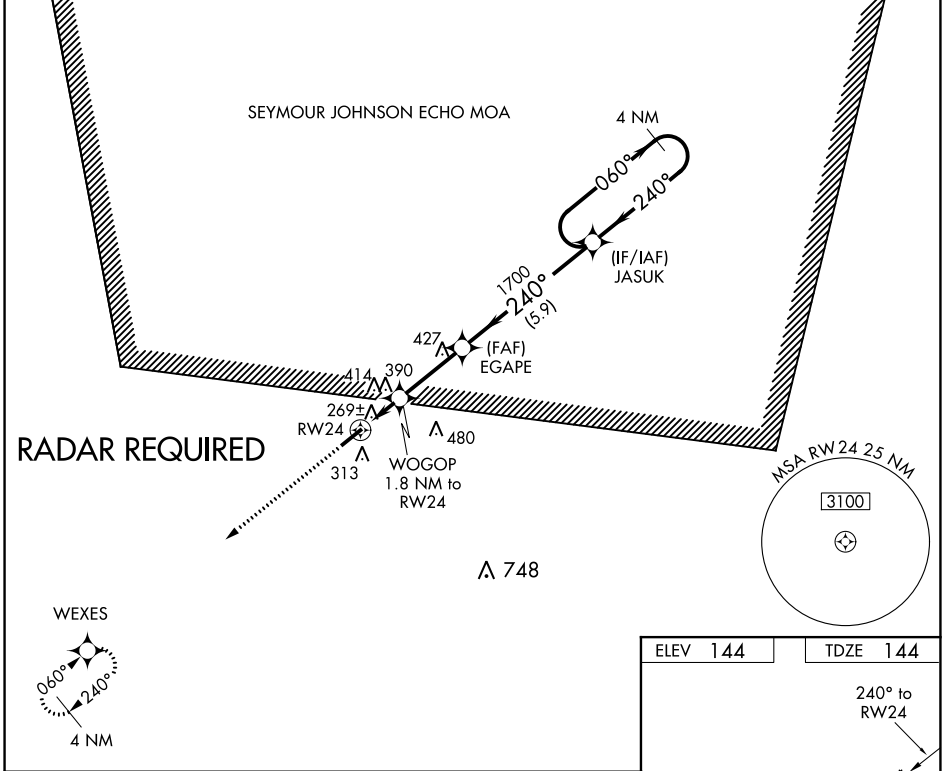 SEYMOUR JOHNSON ECHO MOA
4 NM
060°
240°
(IF/IAF)
JASUK
1700
240°
(5.9)
427
(FAF)
EGAPE
414
390
269±
RW24
480
313
WOGOP
1.8 NM to
RW24
RADAR REQUIRED
MSA RW24 25 NM
3100
748
WEXES
060°
240°
4 NM
ELEV 144
TDZE 144
240° to
RW24